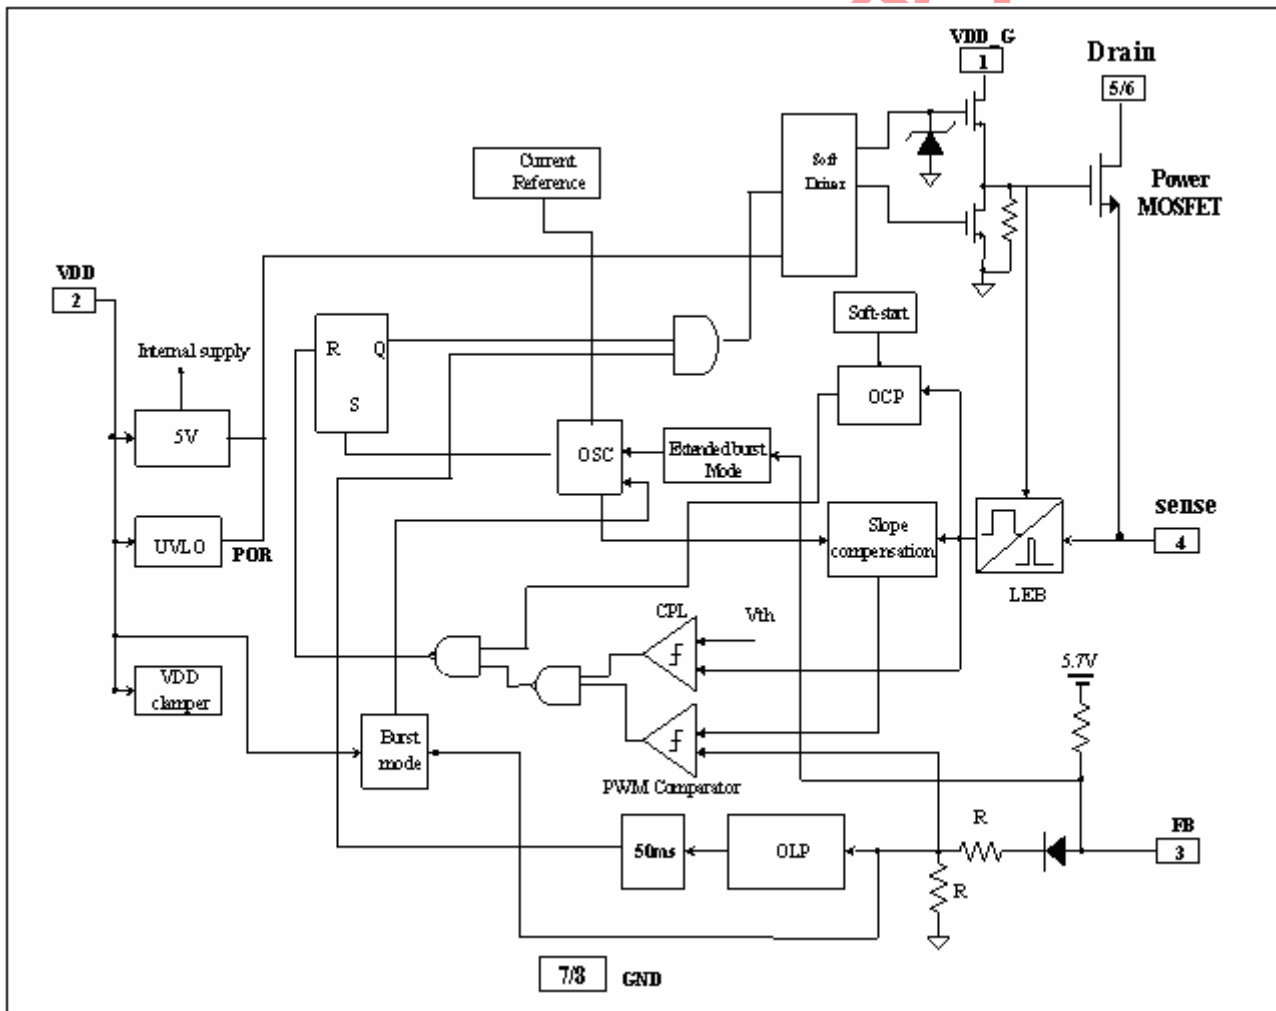 VDD_G
1
Drain
5/6
Current
Reference
Soft
Driver
Power
MOSFET
VDD
2
Soft-start
R
Q
S
Internal supply
5V
OCP
OSC
Extended burst
Mode
UVLO
POR
Slope
compensation
sense
4
LEB
CPL
Vth
VDD
clamper
5.7V
Burst
mode
PWM Comparator
R
FB
3
50ms
OLP
R
7/8
GND